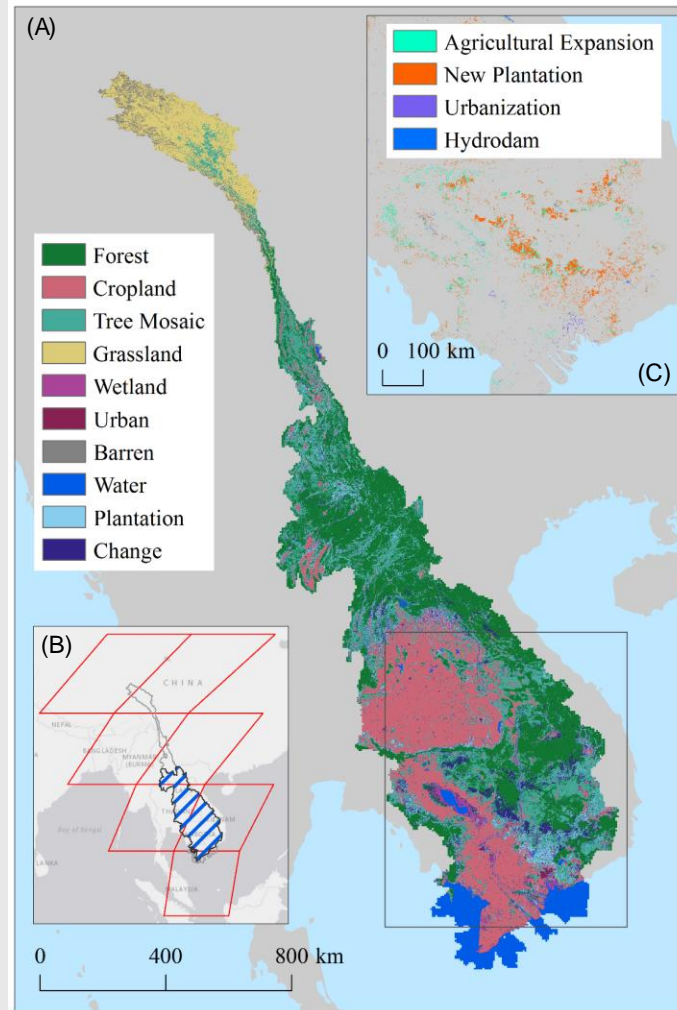 (A)
Agricultural Expansion
New Plantation
Urbanization
Hydrodam
0 100 km
(C)
Forest
Cropland
Tree Mosaic
Grassland
Wetland
Urban
Barren
Water
Plantation
Change
(B)
CHINA
NEPAL
BANGLADESH
MYANMAR
(BURMA)
Bay of Bengal
LANKA
MALAYSIA
0 400 800 km